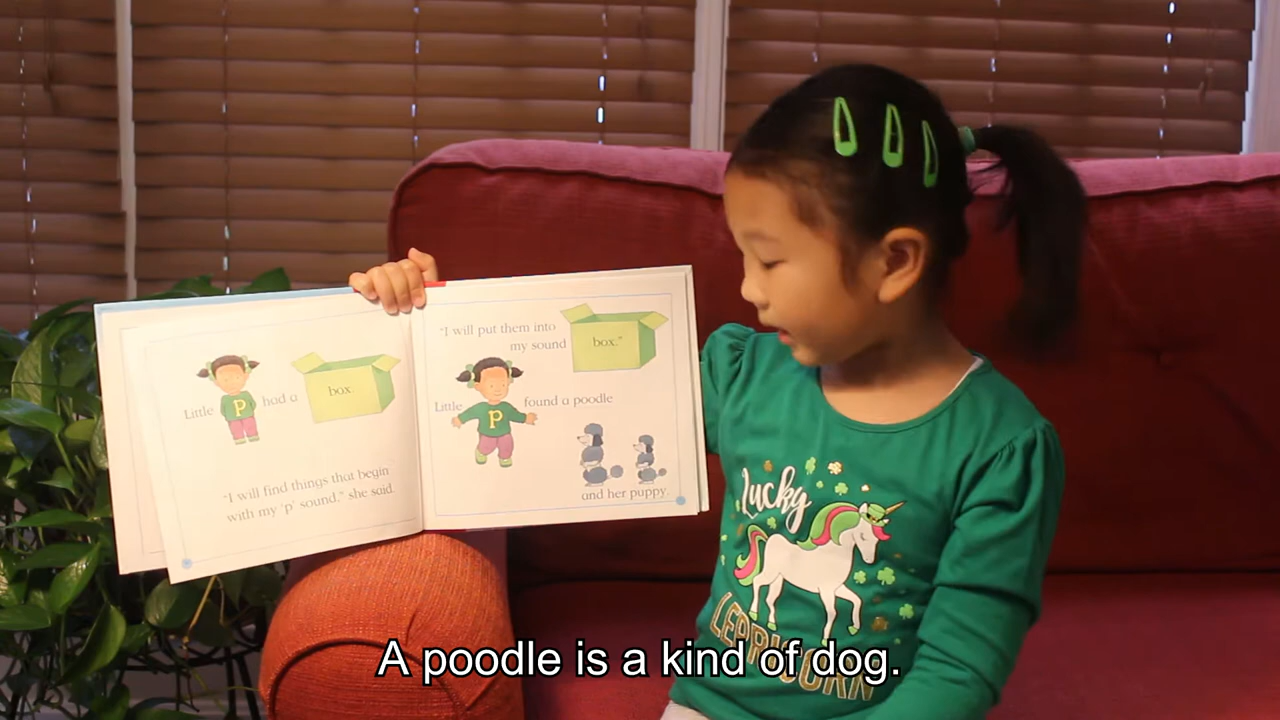 Little p had a box.
"I will find things that begin
with my 'p' sound," she said.
"I will put them into
my sound box."
Little p found a poodle
and her puppy.
Lucky
LEPRICORN
A poodle is a kind of dog.